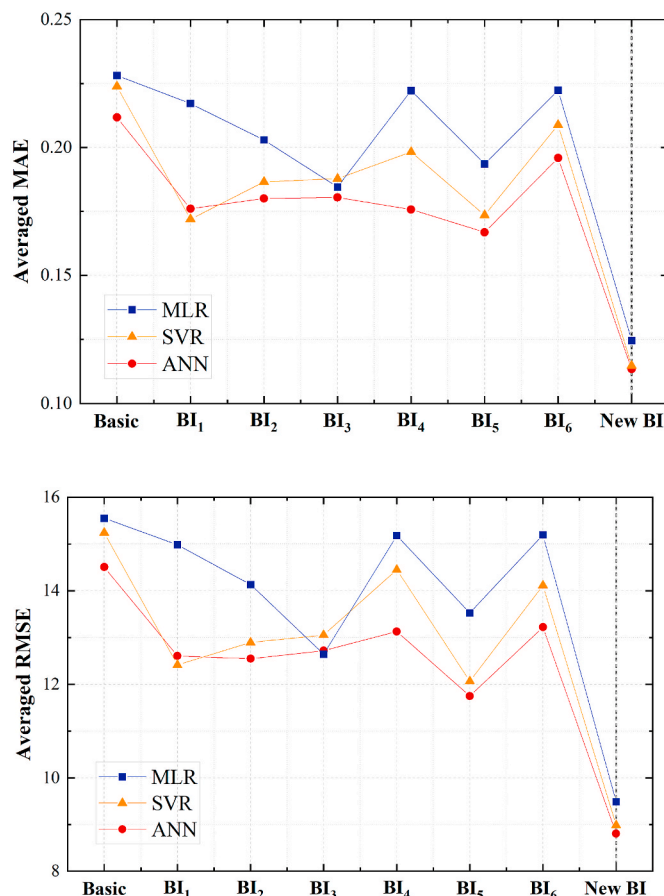 0.25
0.20
0.15
0.10
Averaged MAE
MLR
SVR
ANN
Basic BI₁ BI₂ BI₃ BI₄ BI₅ BI₆ New BI
16
14
12
10
8
Averaged RMSE
MLR
SVR
ANN
Basic BI₁ BI₂ BI₃ BI₄ BI₅ BI₆ New BI